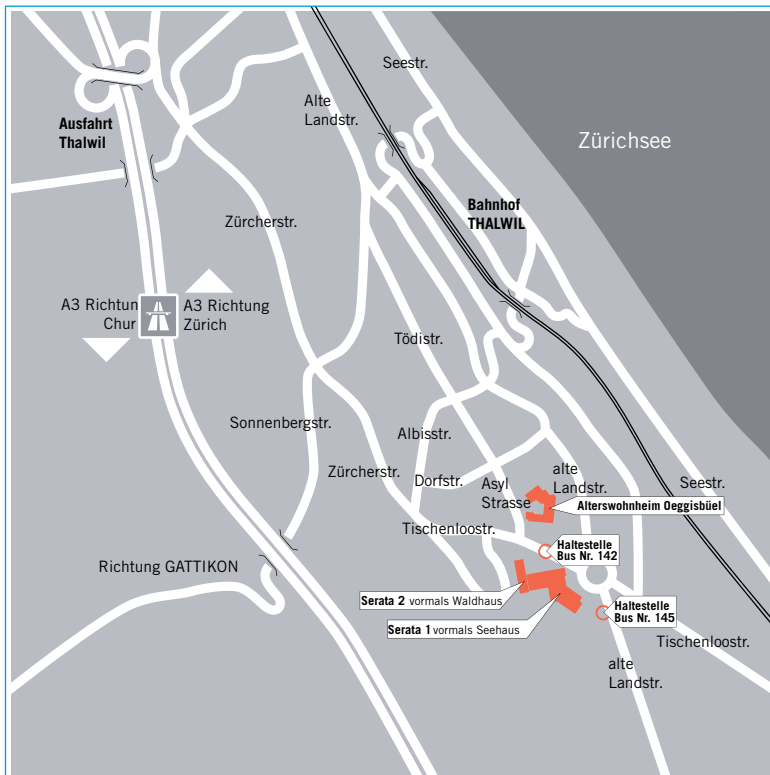 Seestr.
Alte
Landstr.
Ausfahrt
Thalwil
Zürichsee
Bahnhof
THALWIL
Zürcherstr.
A3 Richtun
Chur
A3 Richtung
Zürich
Tödistr.
Sonnenbergstr.
Albisstr.
Zürcherstr.
Dorfstr.
Asyl
Strasse
alte
Landstr.
Seestr.
Alterswohnheim Oeggisbüel
Tischenloostr.
Haltestelle
Bus Nr. 142
Richtung GATTIKON
Serata 2 vormals Waldhaus
Haltestelle
Bus Nr. 145
Serata 1 vormals Seehaus
Tischenloostr.
alte
Landstr.